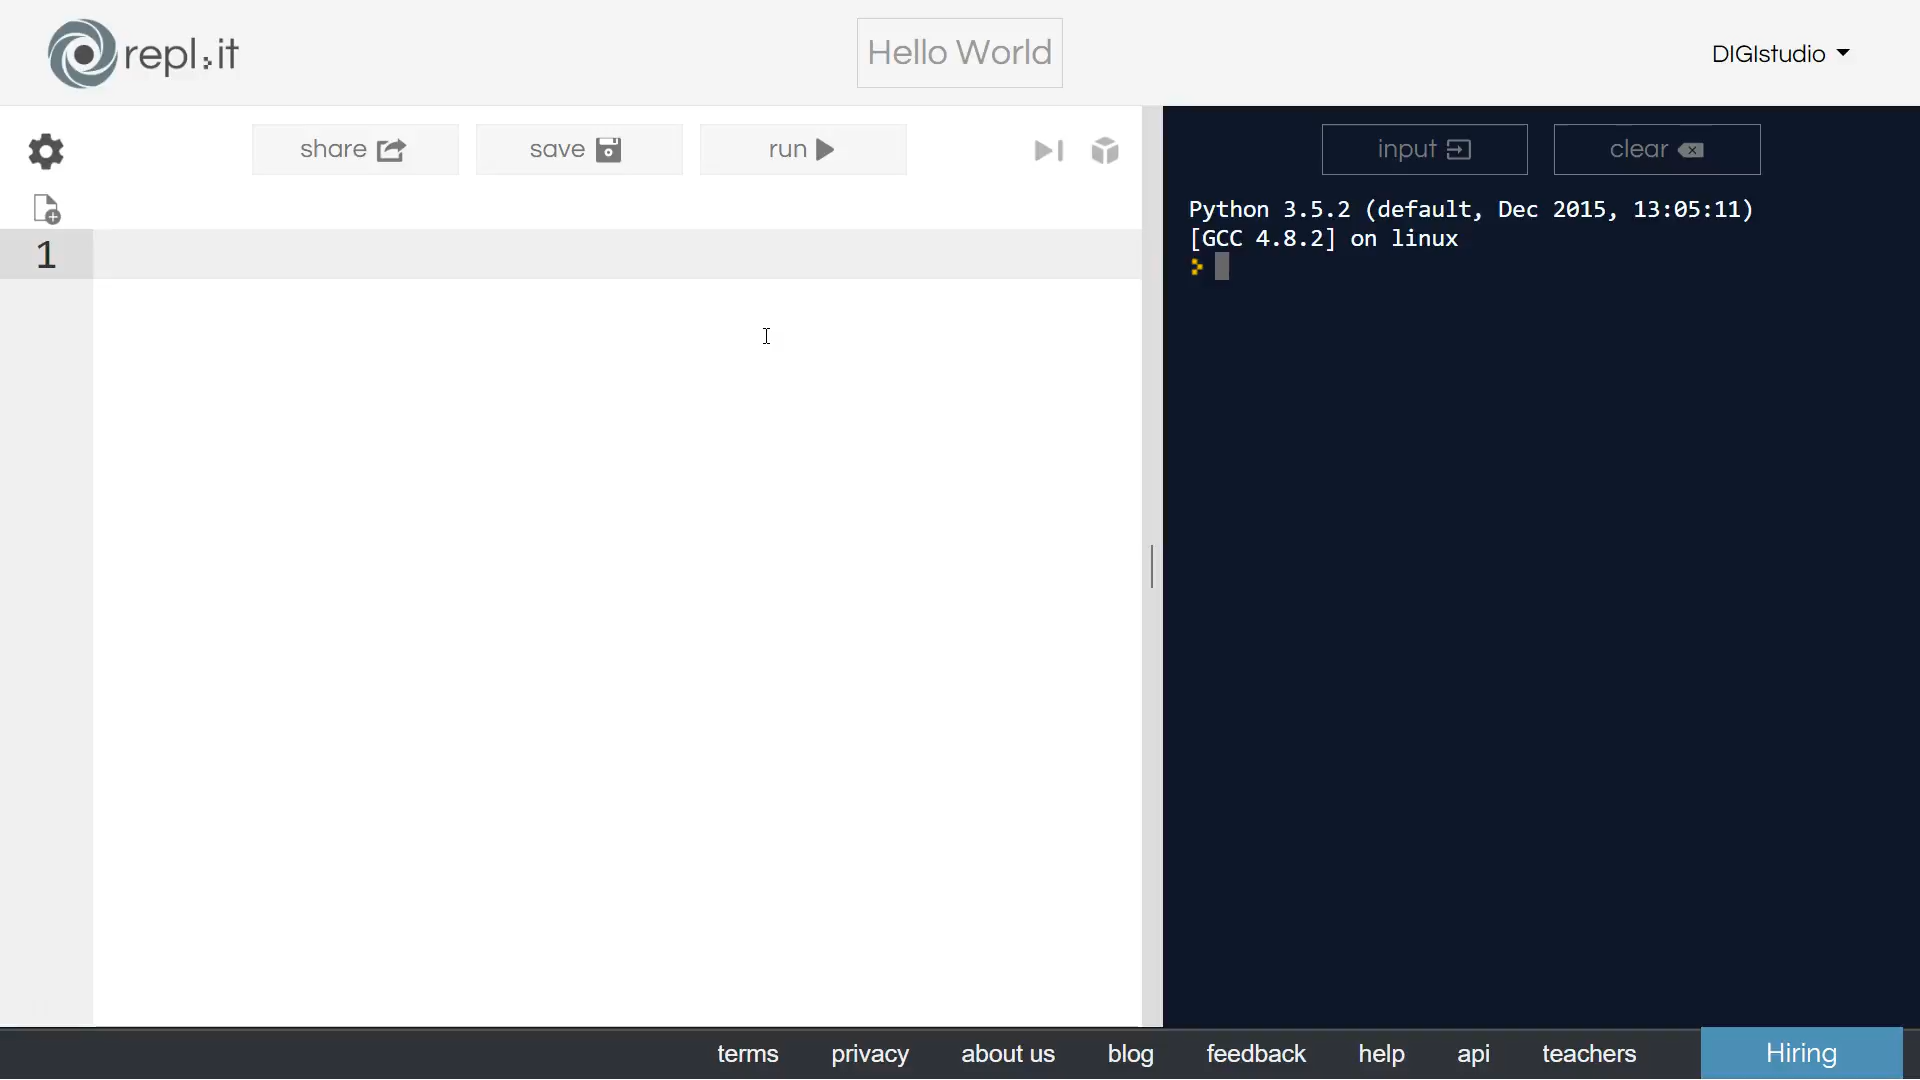 repl.it
Hello World
DIGIstudio
share
save
run
input
clear
1
Python 3.5.2 (default, Dec 2015, 13:05:11)
[GCC 4.8.2] on linux
terms privacy about us blog feedback help api teachers Hiring